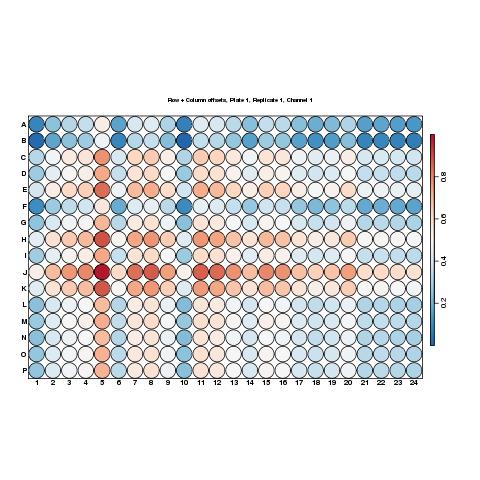 Row + Column offsets, Plate 1, Replicate 1, Channel 1
A
B
C
D
E
F
G
H
I
J
K
L
M
N
O
P
1 2 3 4 5 6 7 8 9 10 11 12 13 14 15 16 17 18 19 20 21 22 23 24
0.8
0.6
0.4
0.2